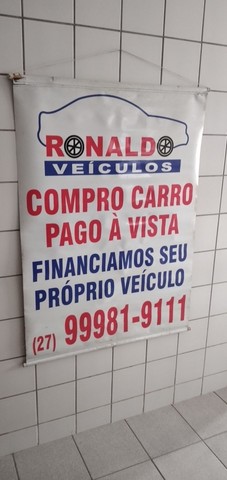 RONALDO
VEÍCULOS
COMPRO CARRO
PAGO À VISTA
FINANCIAMOS SEU
PRÓPRIO VEÍCULO
(27) 99981-9111